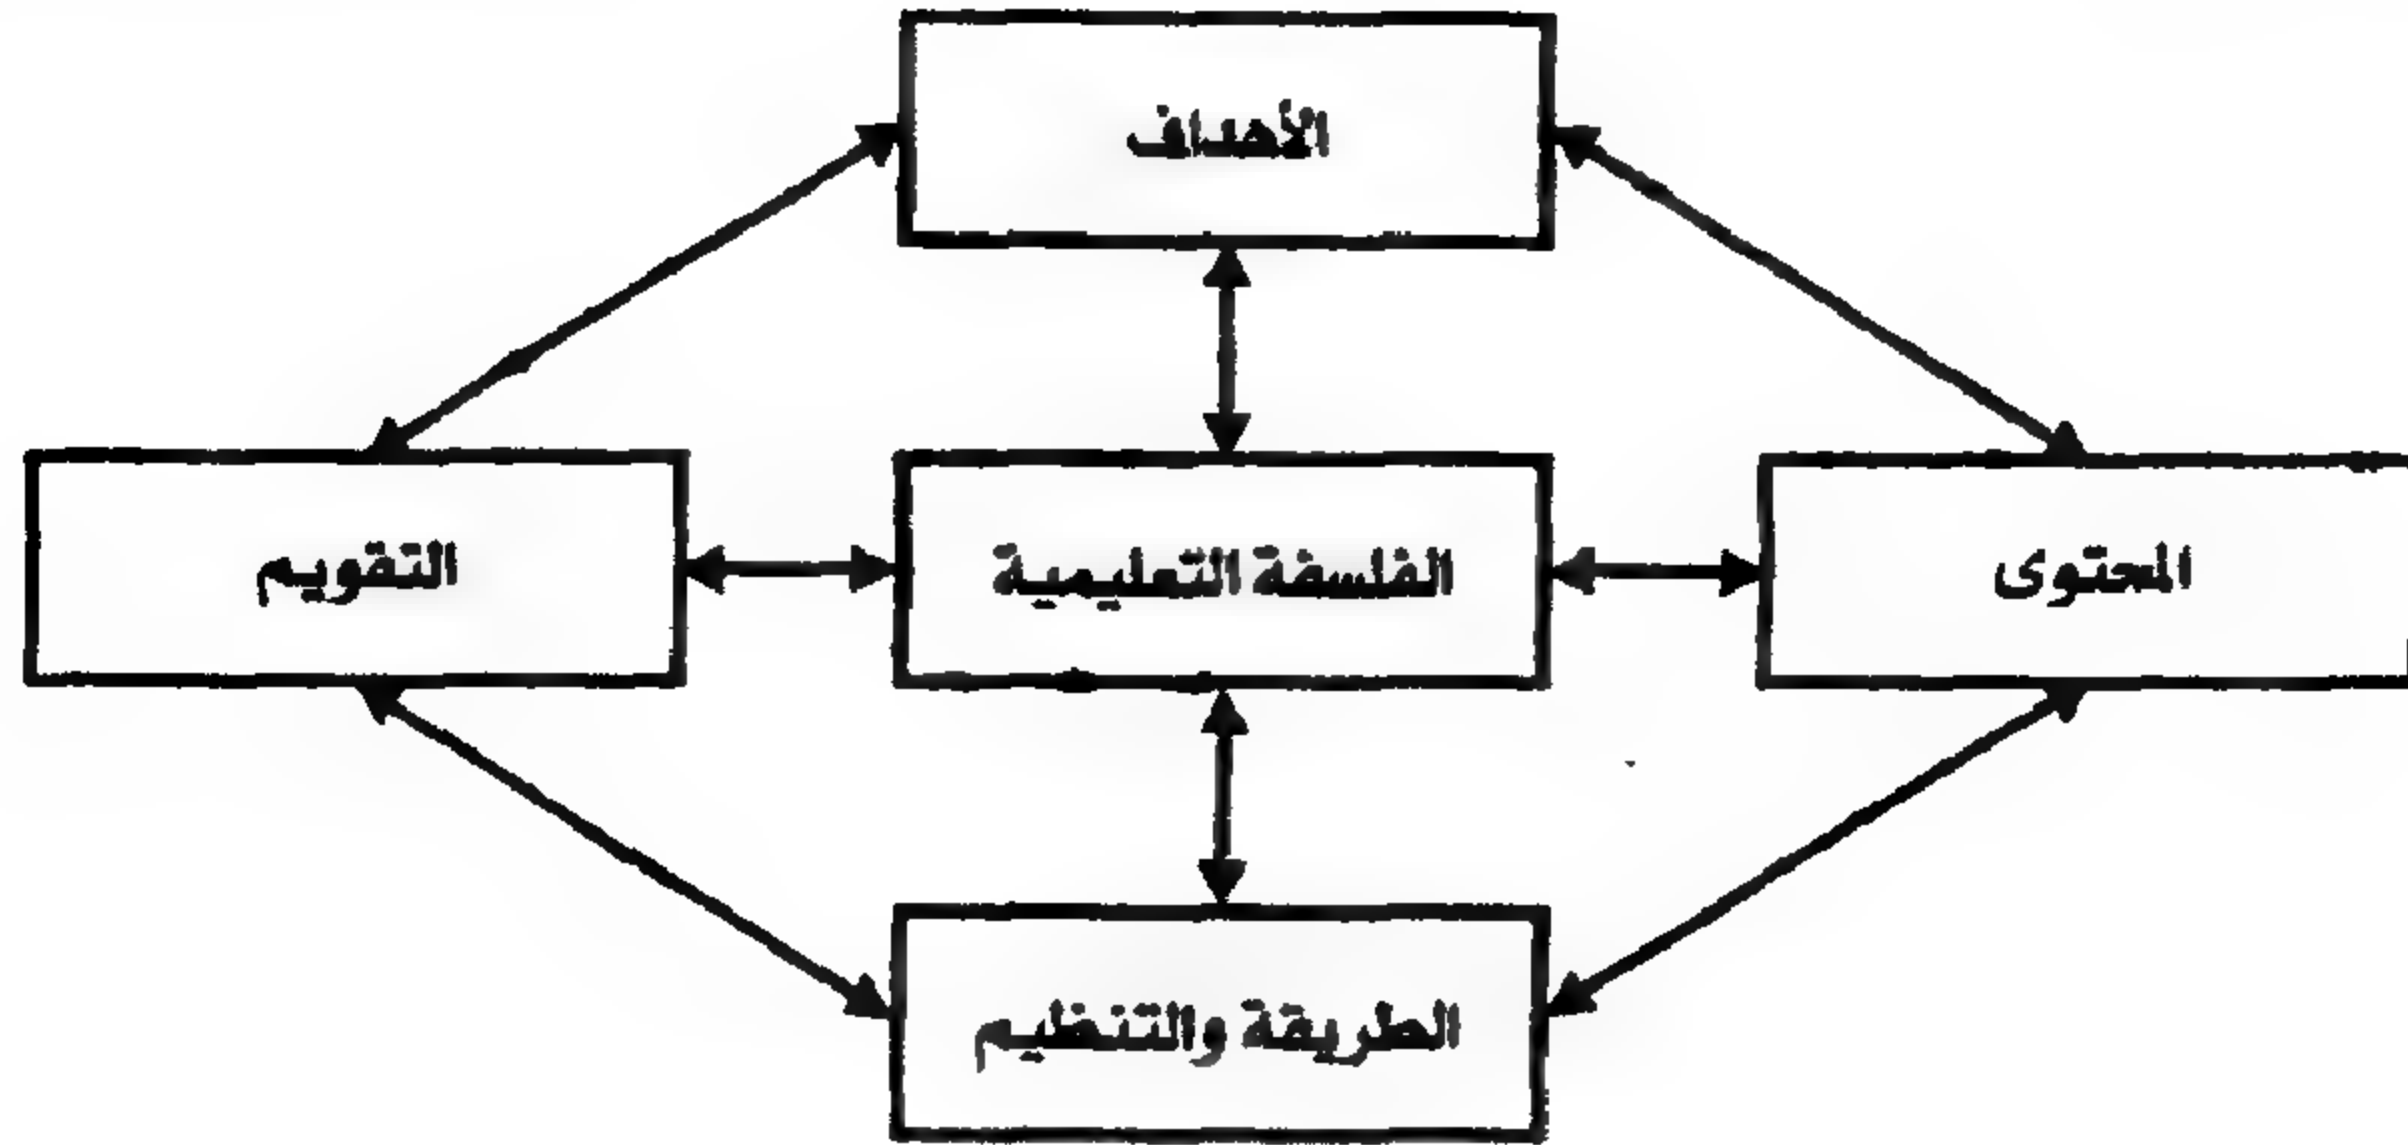 الأهداف
المحتوى
الفلسفة التعليمية
التقويم
الطريقة والتنظيم